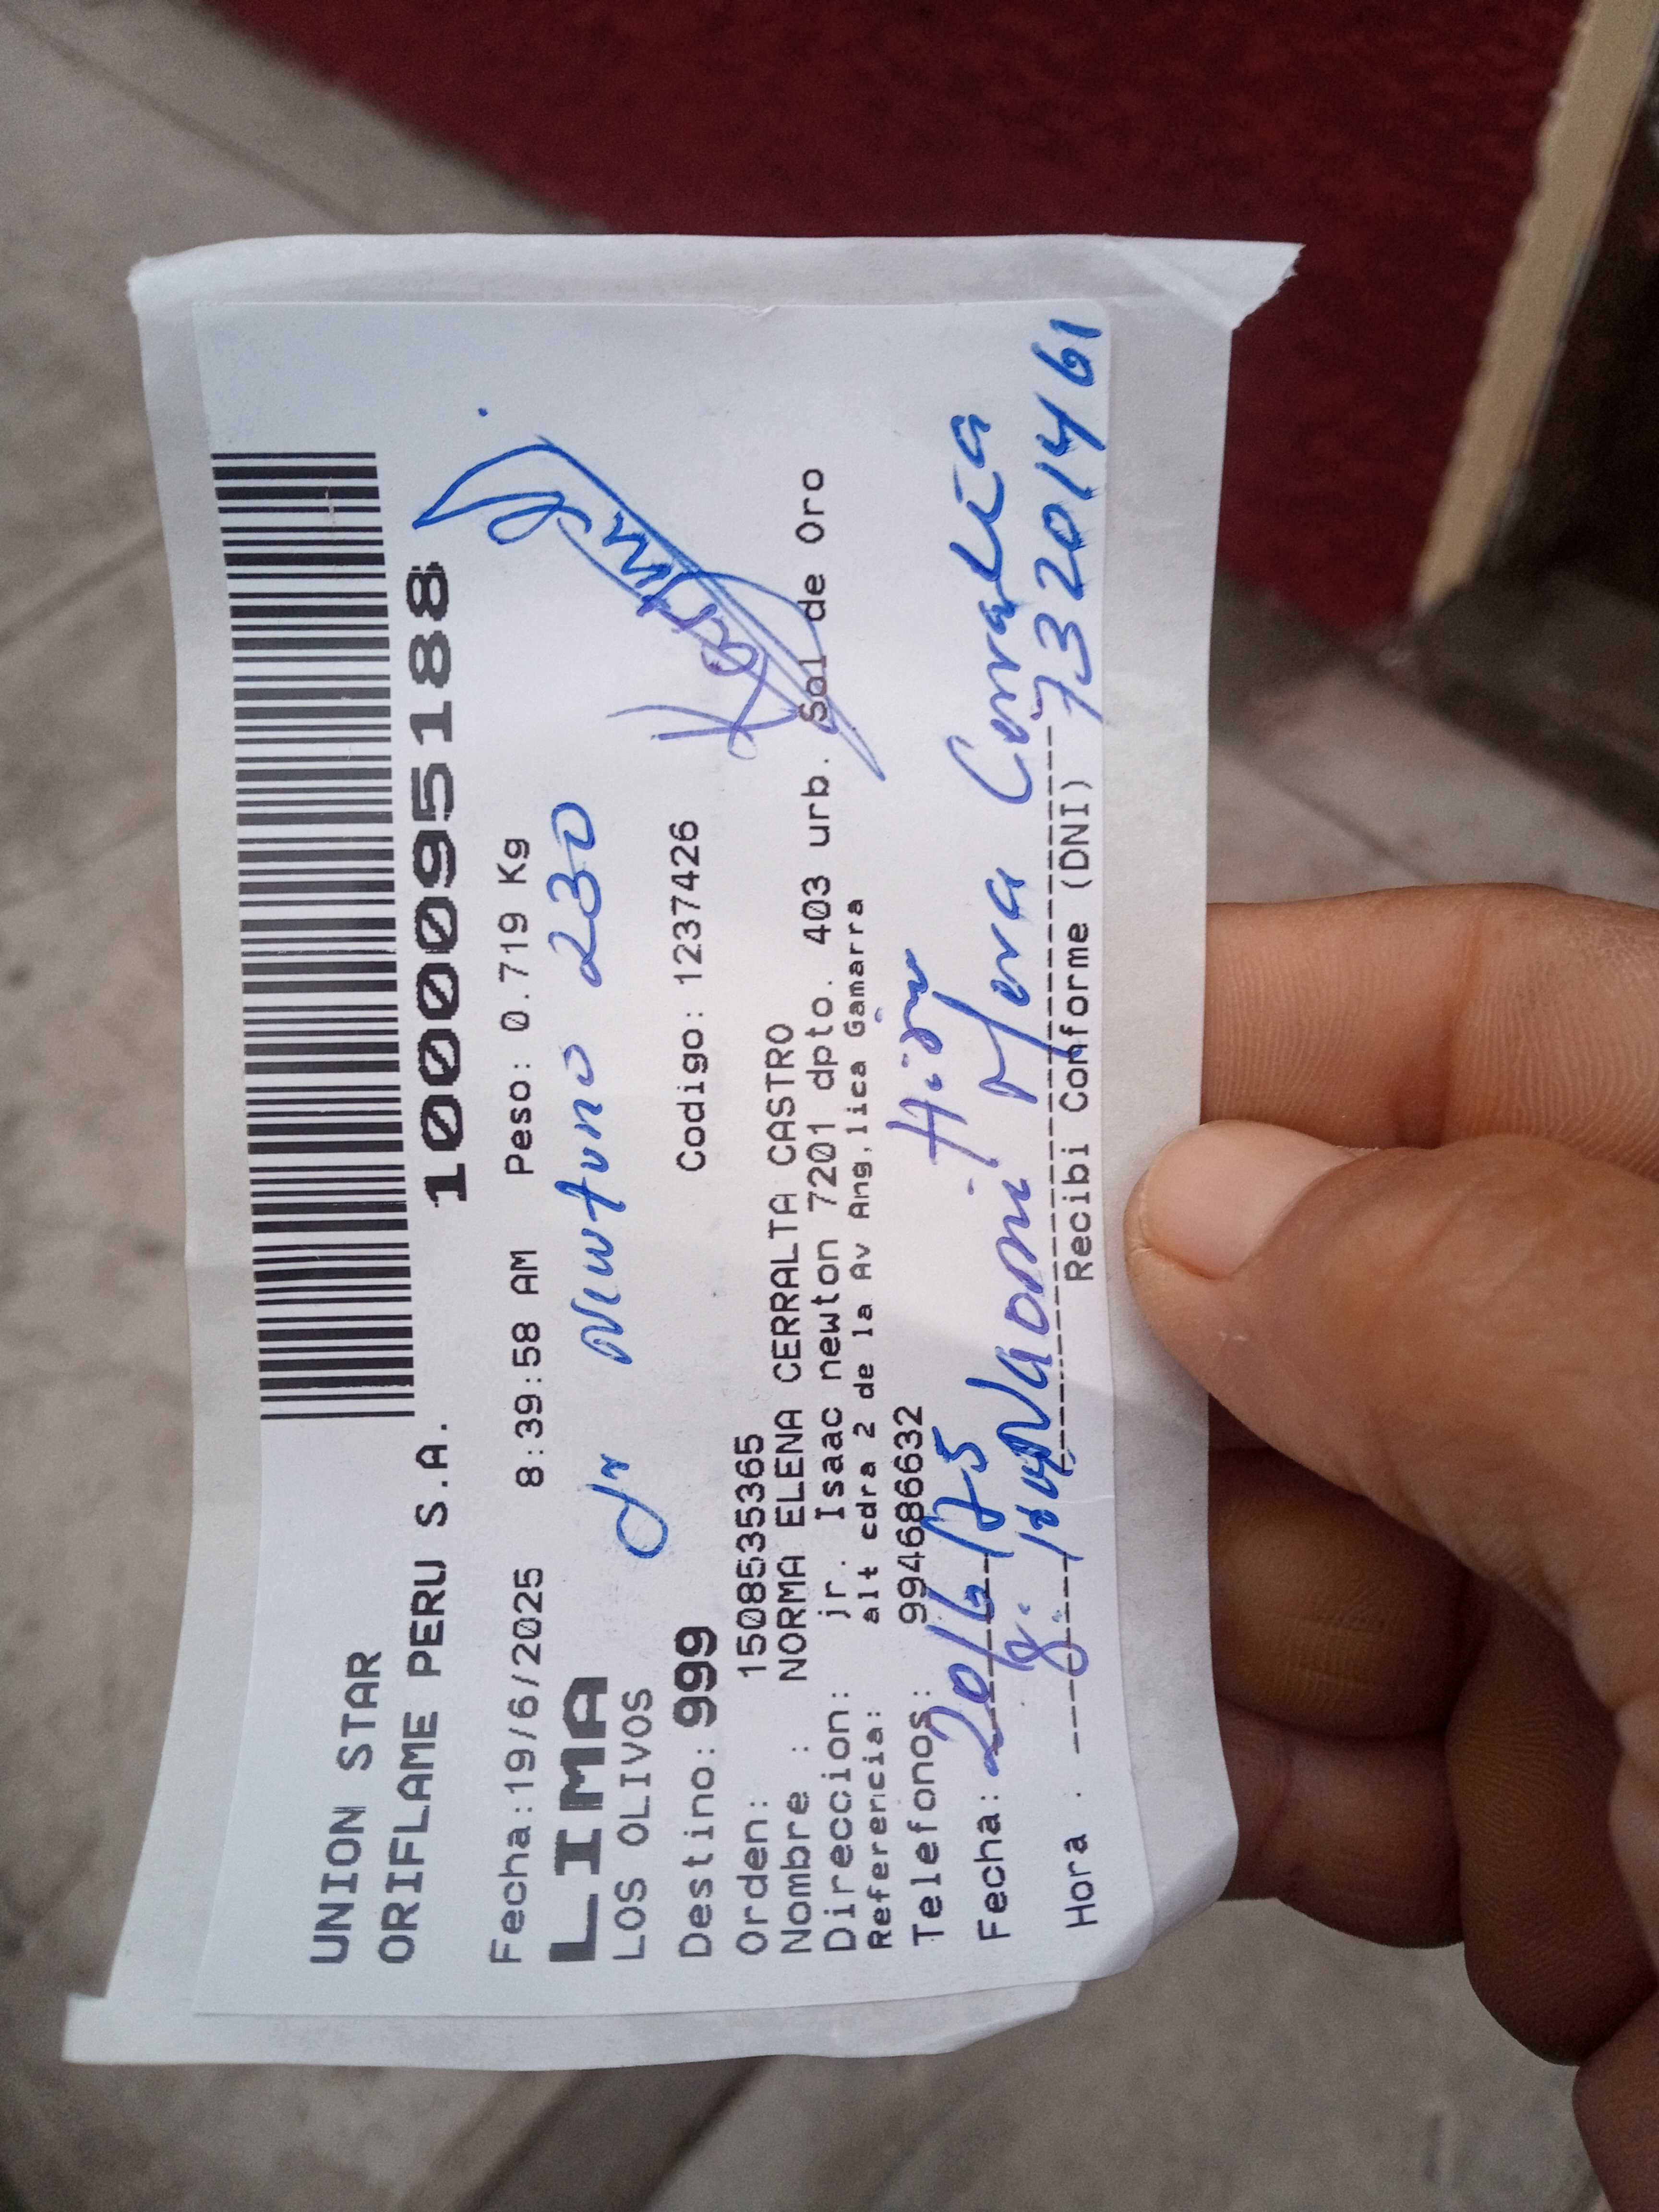 UNION STAR
ORIFLAME PERU S.A.
10000951188
Fecha:19/6/2025 8:39:58 AM Peso: 0.719 Kg
LIMA
LOS OLIVOS
Jr Newtono 230
Destino: 999 Codigo: 1237426
Orden: 1508535365
Nombre : NORMA ELENA CERRALTA CASTRO
Direccion: jr. Isaac newton 7201 dpto. 403 urb. Sol de Oro
Referencia: alt cdra 2 de la Av Ang,lica Gamarra
Telefonos: 994686632
Fecha: 20/6/25
Naomi Mora Cerralta
Hora :
73201461
Recibi Conforme (DNI)